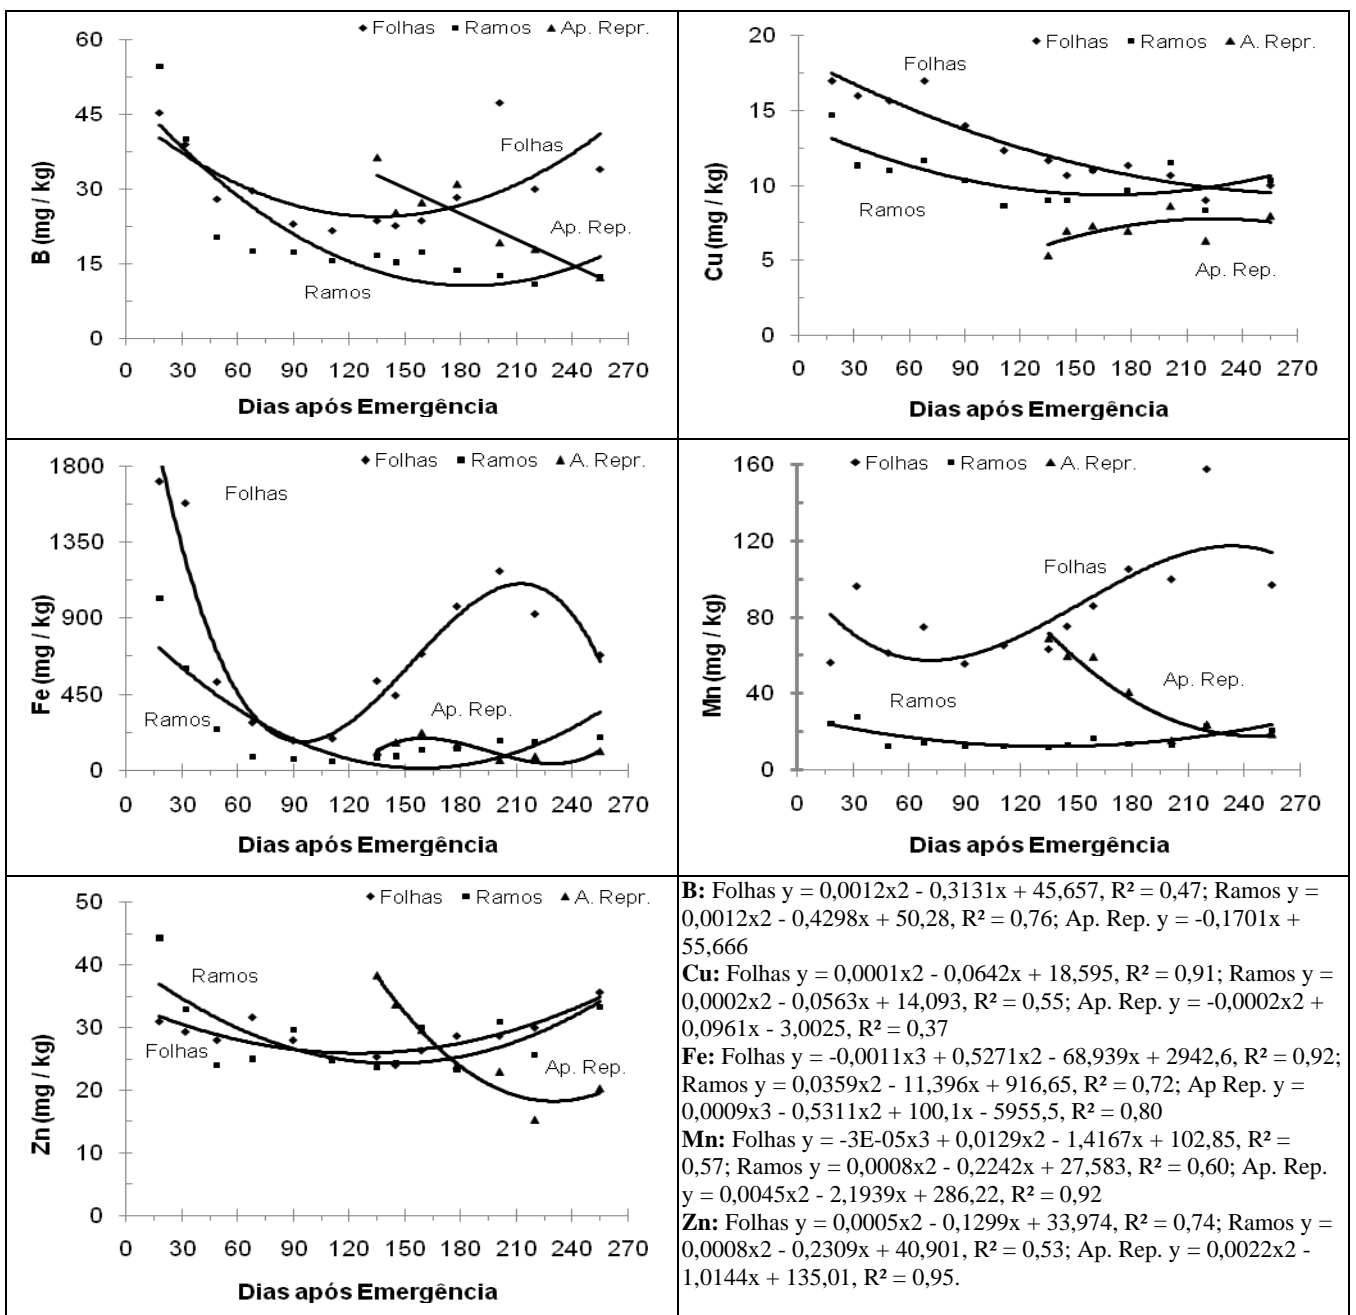 ◆ Folhas ■ Ramos ▲ Ap. Repr.
60
45
30
15
0
B (mg / kg)
Folhas
Ap. Rep.
Ramos
0 30 60 90 120 150 180 210 240 270
Dias após Emergência
◆ Folhas ■ Ramos ▲ A. Repr.
20
15
10
5
0
Cu (mg / kg)
Folhas
Ramos
Ap. Rep.
0 30 60 90 120 150 180 210 240 270
Dias após Emergência
◆ Folhas ■ Ramos ▲ A. Repr.
1800
1350
900
450
0
Fe (mg / kg)
Folhas
Ramos
Ap. Rep.
0 30 60 90 120 150 180 210 240 270
Dias após Emergência
◆ Folhas ■ Ramos ▲ A. Repr.
160
120
80
40
0
Mn (mg / kg)
Folhas
Ap. Rep.
Ramos
0 30 60 90 120 150 180 210 240 270
Dias após Emergência
◆ Folhas ■ Ramos ▲ A. Repr.
50
40
30
20
10
0
Zn (mg / kg)
Ramos
Folhas
Ap. Rep.
0 30 60 90 120 150 180 210 240 270
Dias após Emergência
B: Folhas y = 0,0012x2 - 0,3131x + 45,657, R² = 0,47; Ramos y =
0,0012x2 - 0,4298x + 50,28, R² = 0,76; Ap. Rep. y = -0,1701x +
55,666
Cu: Folhas y = 0,0001x2 - 0,0642x + 18,595, R² = 0,91; Ramos y =
0,0002x2 - 0,0563x + 14,093, R² = 0,55; Ap. Rep. y = -0,0002x2 +
0,0961x - 3,0025, R² = 0,37
Fe: Folhas y = -0,0011x3 + 0,5271x2 - 68,939x + 2942,6, R² = 0,92;
Ramos y = 0,0359x2 - 11,396x + 916,65, R² = 0,72; Ap Rep. y =
0,0009x3 - 0,5311x2 + 100,1x - 5955,5, R² = 0,80
Mn: Folhas y = -3E-05x3 + 0,0129x2 - 1,4167x + 102,85, R² =
0,57; Ramos y = 0,0008x2 - 0,2242x + 27,583, R² = 0,60; Ap. Rep.
y = 0,0045x2 - 2,1939x + 286,22, R² = 0,92
Zn: Folhas y = 0,0005x2 - 0,1299x + 33,974, R² = 0,74; Ramos y =
0,0008x2 - 0,2309x + 40,901, R² = 0,53; Ap. Rep. y = 0,0022x2 -
1,0144x + 135,01, R² = 0,95.